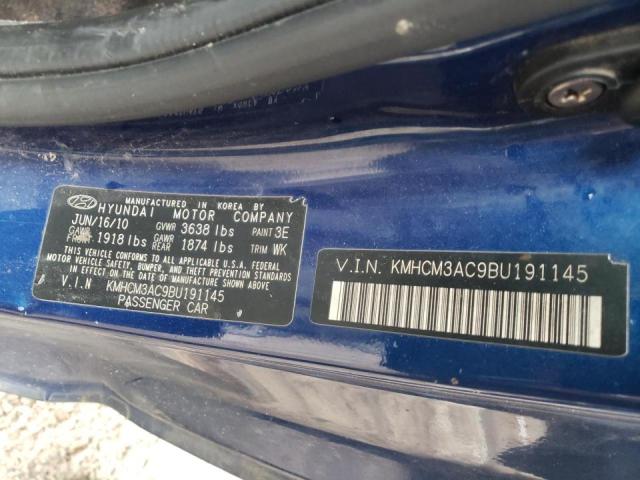 MANUFACTURED IN KOREA BY
HYUNDAI MOTOR COMPANY
JUN/16/10 GVWR 3638 lbs PAINT 3E
GAWR FRONT 1918 lbs GAWR REAR 1874 lbs TRIM WK
THIS VEHICLE CONFORMS TO ALL APPLICABLE U.S.A. FEDERAL
MOTOR VEHICLE SAFETY, BUMPER, AND THEFT PREVENTION
STANDARDS IN EFFECT ON THE DATE OF MANUFACTURE SHOWN ABOVE.
V.I.N KMHCM3AC9BU191145
PASSENGER CAR
V.I.N. KMHCM3AC9BU191145